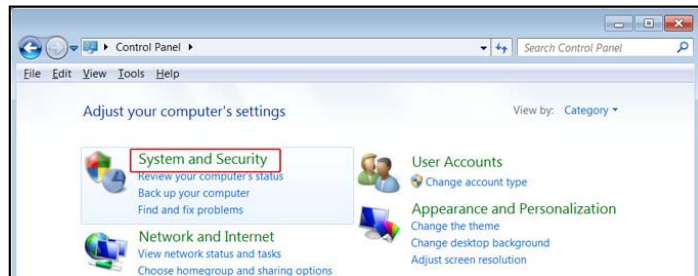 Control Panel
Search Control Panel
File Edit View Tools Help
Adjust your computer's settings
View by: Category
System and Security
Review your computer's status
Back up your computer
Find and fix problems
Network and Internet
View network status and tasks
Choose homegroup and sharing options
User Accounts
Change account type
Appearance and Personalization
Change the theme
Change desktop background
Adjust screen resolution